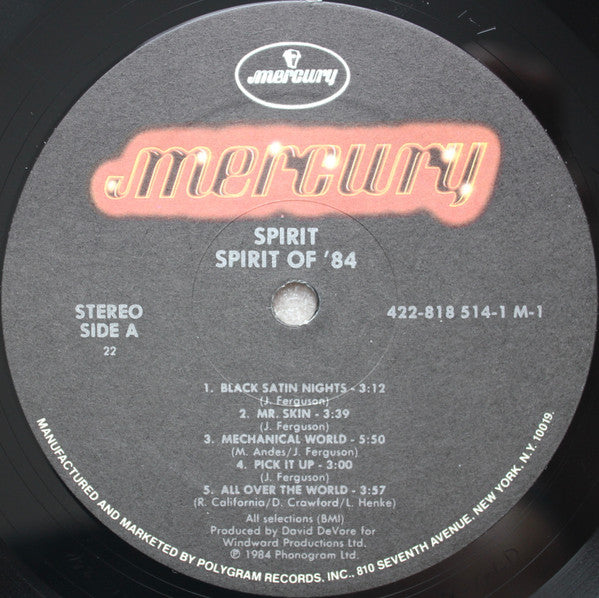 mercury
mercury
SPIRIT
SPIRIT OF '84
STEREO
SIDE A
22
422-818 514-1 M-1
1. BLACK SATIN NIGHTS - 3:12
(J. Ferguson)
2. MR. SKIN - 3:39
(J. Ferguson)
3. MECHANICAL WORLD - 5:50
(M. Andes/J. Ferguson)
4. PICK IT UP - 3:00
(J. Ferguson)
5. ALL OVER THE WORLD - 3:57
(R. California/D. Crawford/L. Henke)
All selections (BMI)
Produced by David DeVore for
Windward Productions Ltd.
℗ 1984 Phonogram Ltd.
MANUFACTURED AND MARKETED BY POLYGRAM RECORDS, INC., 810 SEVENTH AVENUE, NEW YORK, N.Y. 10019.